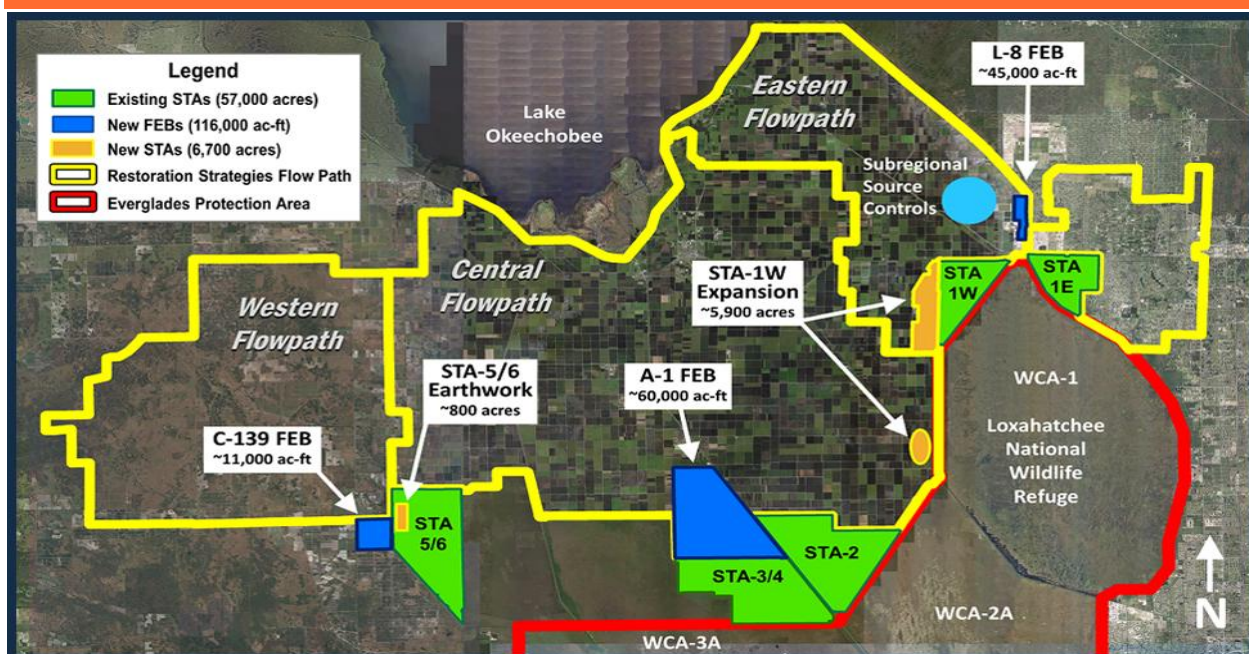 Legend
Existing STAs (57,000 acres)
New FEBs (116,000 ac-ft)
New STAs (6,700 acres)
Restoration Strategies Flow Path
Everglades Protection Area
Lake
Okeechobee
Eastern
Flowpath
L-8 FEB
~45,000 ac-ft
Subregional
Source
Controls
Western
Flowpath
Central
Flowpath
STA-1W
Expansion
~5,900 acres
STA
1W
STA
1E
STA-5/6
Earthwork
~800 acres
A-1 FEB
~60,000 ac-ft
C-139 FEB
~11,000 ac-ft
WCA-1
Loxahatchee
National
Wildlife
Refuge
STA
5/6
STA-2
STA-3/4
WCA-3A
WCA-2A
N